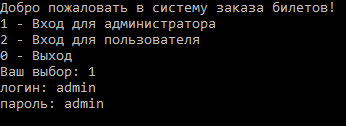 Добро пожаловать в систему заказа билетов!
1 - Вход для администратора
2 - Вход для пользователя
0 - Выход
Ваш выбор: 1
логин: admin
пароль: admin